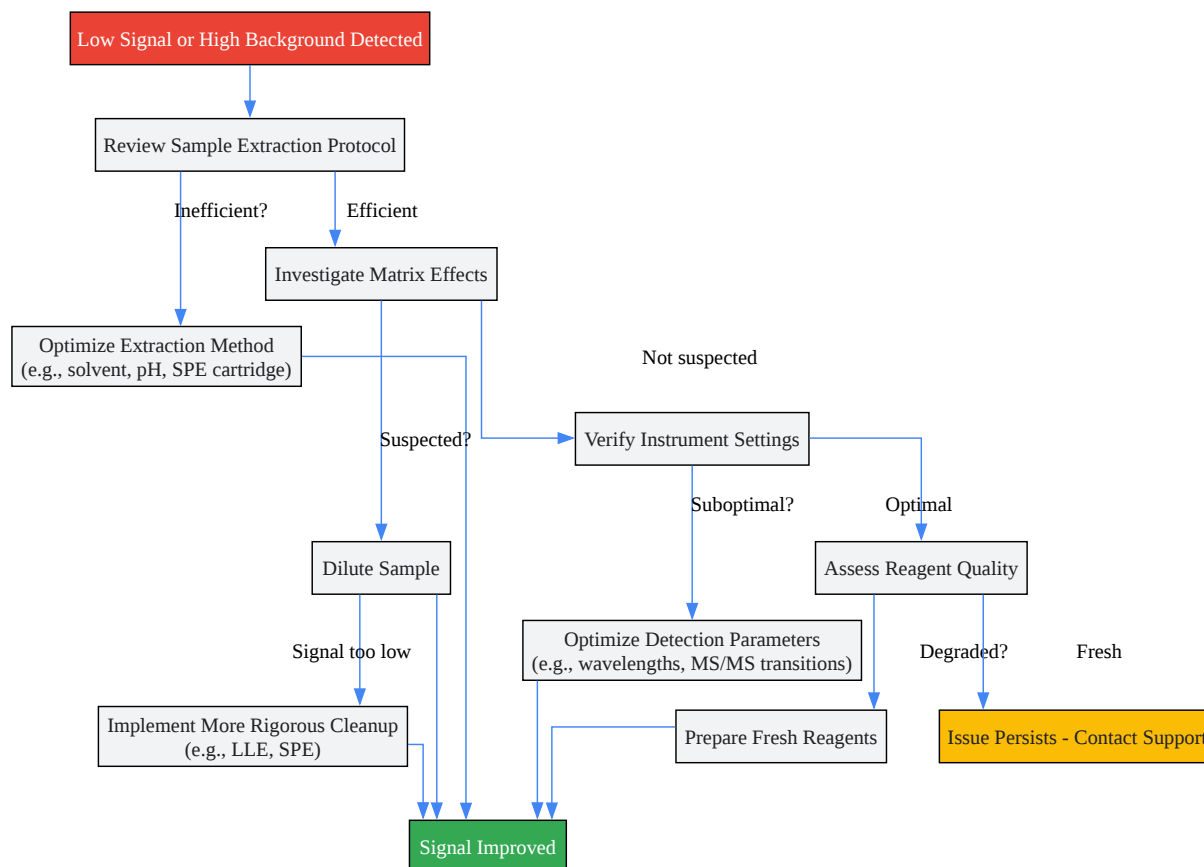 Low Signal or High Background Detected
Review Sample Extraction Protocol
Inefficient?
Efficient
Investigate Matrix Effects
Optimize Extraction Method
(e.g., solvent, pH, SPE cartridge)
Not suspected
Suspected?
Verify Instrument Settings
Suboptimal?
Optimal
Dilute Sample
Assess Reagent Quality
Signal too low
Optimize Detection Parameters
(e.g., wavelengths, MS/MS transitions)
Degraded?
Fresh
Implement More Rigorous Cleanup
(e.g., LLE, SPE)
Prepare Fresh Reagents
Issue Persists - Contact Support
Signal Improved